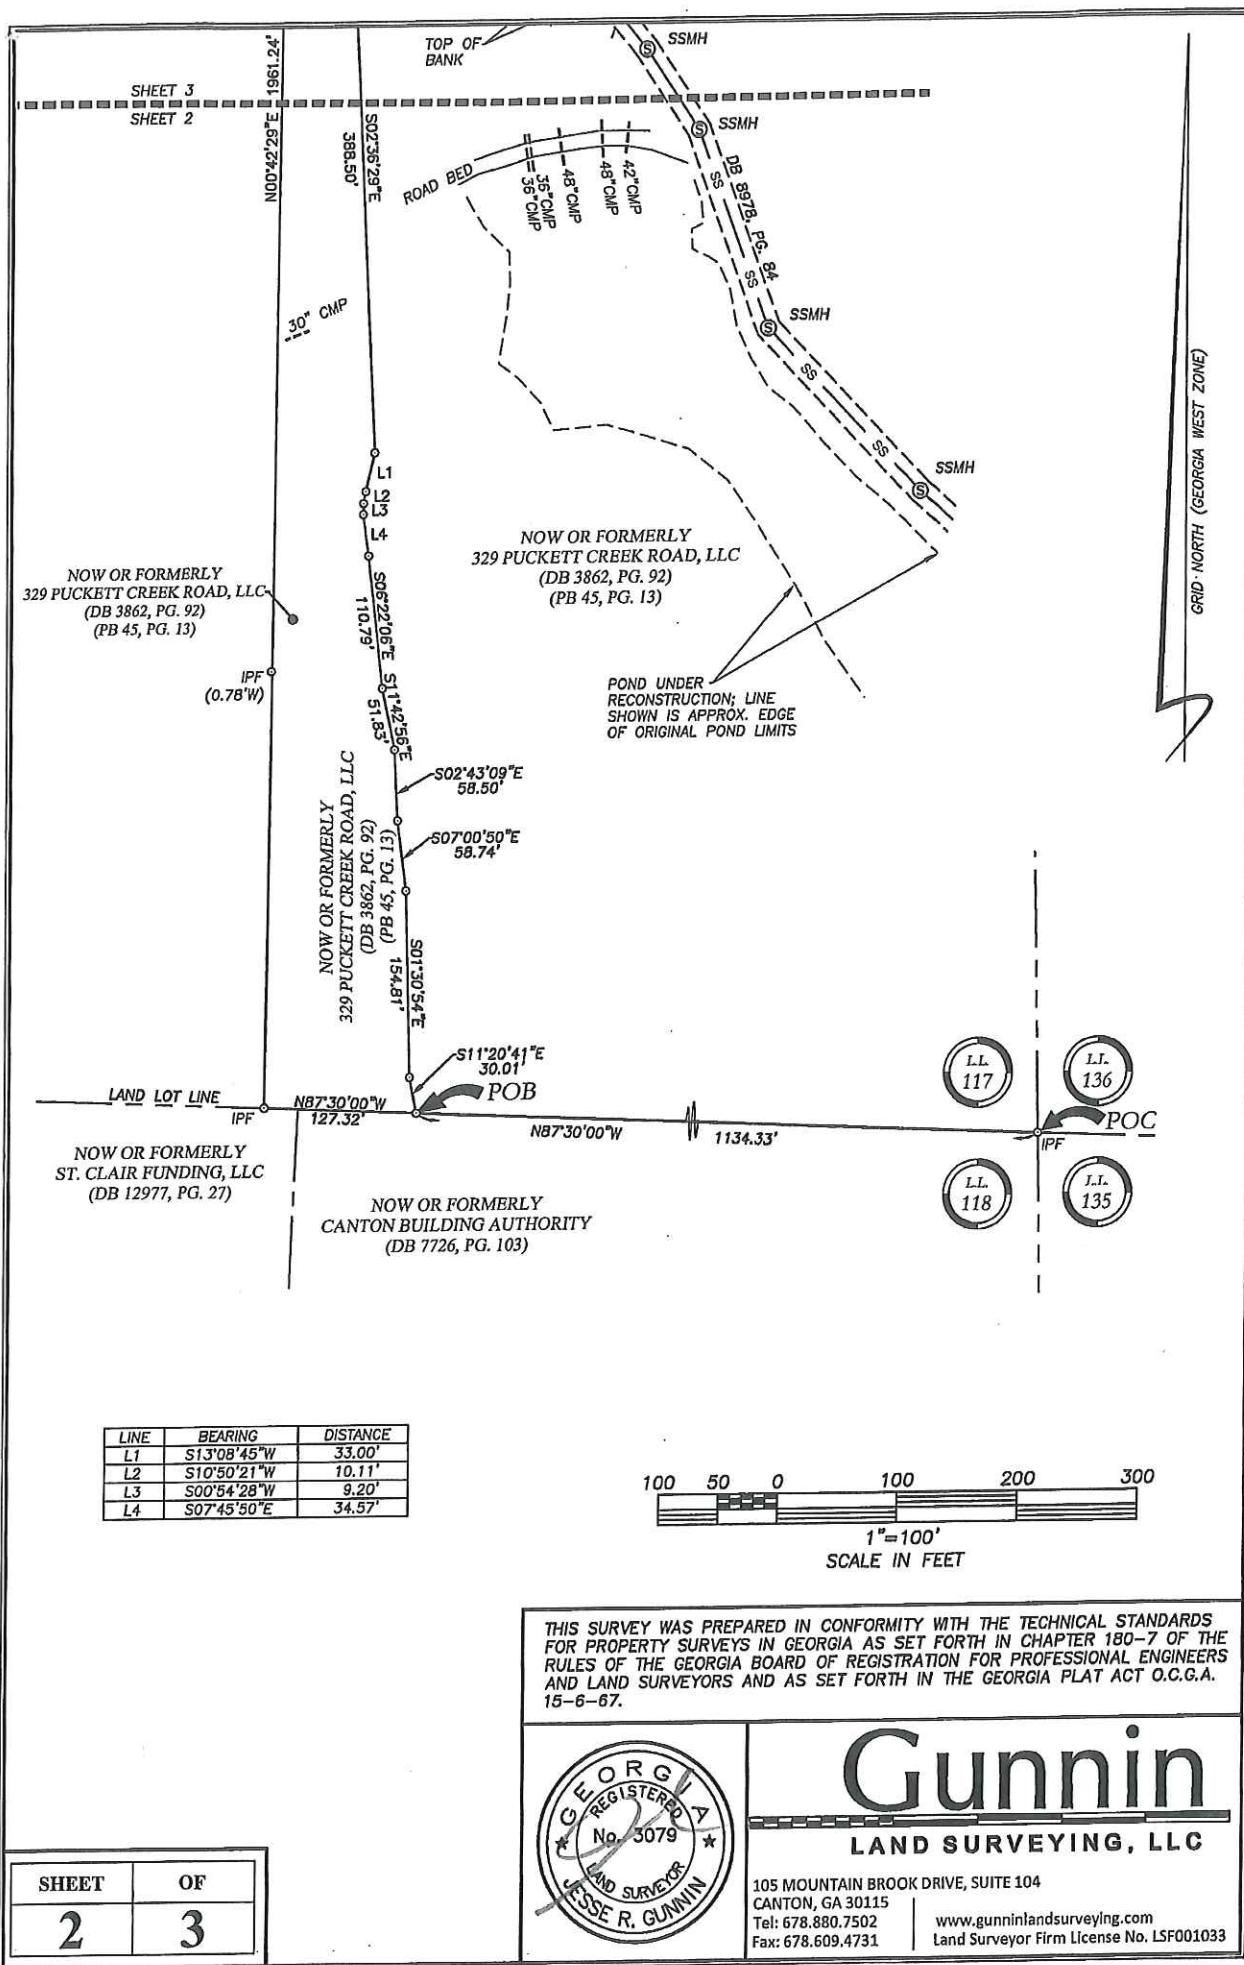 TOP OF
BANK
SSMH
SHEET 3
SHEET 2
N00°42'29"E 1961.24'
S02°36'29"E
388.50'
ROAD BED
36"CMP
36"CMP
48"CMP
48"CMP
42"CMP
SSMH
DB 8978, PG. 84
SS
SS
SSMH
SS
SS
SSMH
30" CMP
GRID NORTH (GEORGIA WEST ZONE)
L1
L2
L3
L4
NOW OR FORMERLY
329 PUCKETT CREEK ROAD, LLC
(DB 3862, PG. 92)
(PB 45, PG. 13)
NOW OR FORMERLY
329 PUCKETT CREEK ROAD, LLC
(DB 3862, PG. 92)
(PB 45, PG. 13)
S06°22'06"E
110.79'
IPF
(0.78'W)
S11°42'56"E
51.83'
POND UNDER
RECONSTRUCTION; LINE
SHOWN IS APPROX. EDGE
OF ORIGINAL POND LIMITS
S02°43'09"E
58.50'
S07°00'50"E
58.74'
NOW OR FORMERLY
329 PUCKETT CREEK ROAD, LLC
(DB 3862, PG. 92)
(PB 45, PG. 13)
S01°30'54"E
154.81'
S11°20'41"E
30.01'
POB
LAND LOT LINE
IPF
N87°30'00"W
127.32'
N87°30'00"W
1134.33'
L.L.
117
L.L.
136
POC
IPF
L.L.
118
L.L.
135
NOW OR FORMERLY
ST. CLAIR FUNDING, LLC
(DB 12977, PG. 27)
NOW OR FORMERLY
CANTON BUILDING AUTHORITY
(DB 7726, PG. 103)
LINE BEARING DISTANCE
L1 S13°08'45"W 33.00'
L2 S10°50'21"W 10.11'
L3 S00°54'28"W 9.20'
L4 S07°45'50"E 34.57'
100 50 0 100 200 300
1"=100'
SCALE IN FEET
THIS SURVEY WAS PREPARED IN CONFORMITY WITH THE TECHNICAL STANDARDS
FOR PROPERTY SURVEYS IN GEORGIA AS SET FORTH IN CHAPTER 180-7 OF THE
RULES OF THE GEORGIA BOARD OF REGISTRATION FOR PROFESSIONAL ENGINEERS
AND LAND SURVEYORS AND AS SET FORTH IN THE GEORGIA PLAT ACT O.C.G.A.
15-6-67.
GEORGIA
REGISTERED
No. 3079
LAND SURVEYOR
JESSE R. GUNNIN
Gunnin
LAND SURVEYING, LLC
105 MOUNTAIN BROOK DRIVE, SUITE 104
CANTON, GA 30115
Tel: 678.880.7502
Fax: 678.609.4731
www.gunninlandsurveying.com
Land Surveyor Firm License No. LSF001033
SHEET OF
2 3